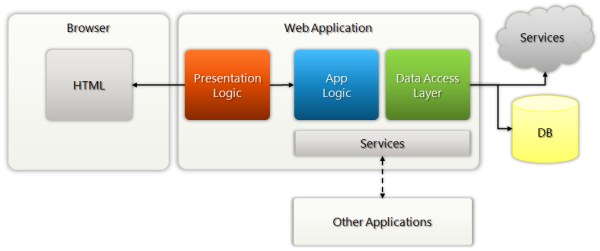 Browser
Web Application
Services
HTML
Presentation
Logic
App
Logic
Data Access
Layer
DB
Services
Other Applications